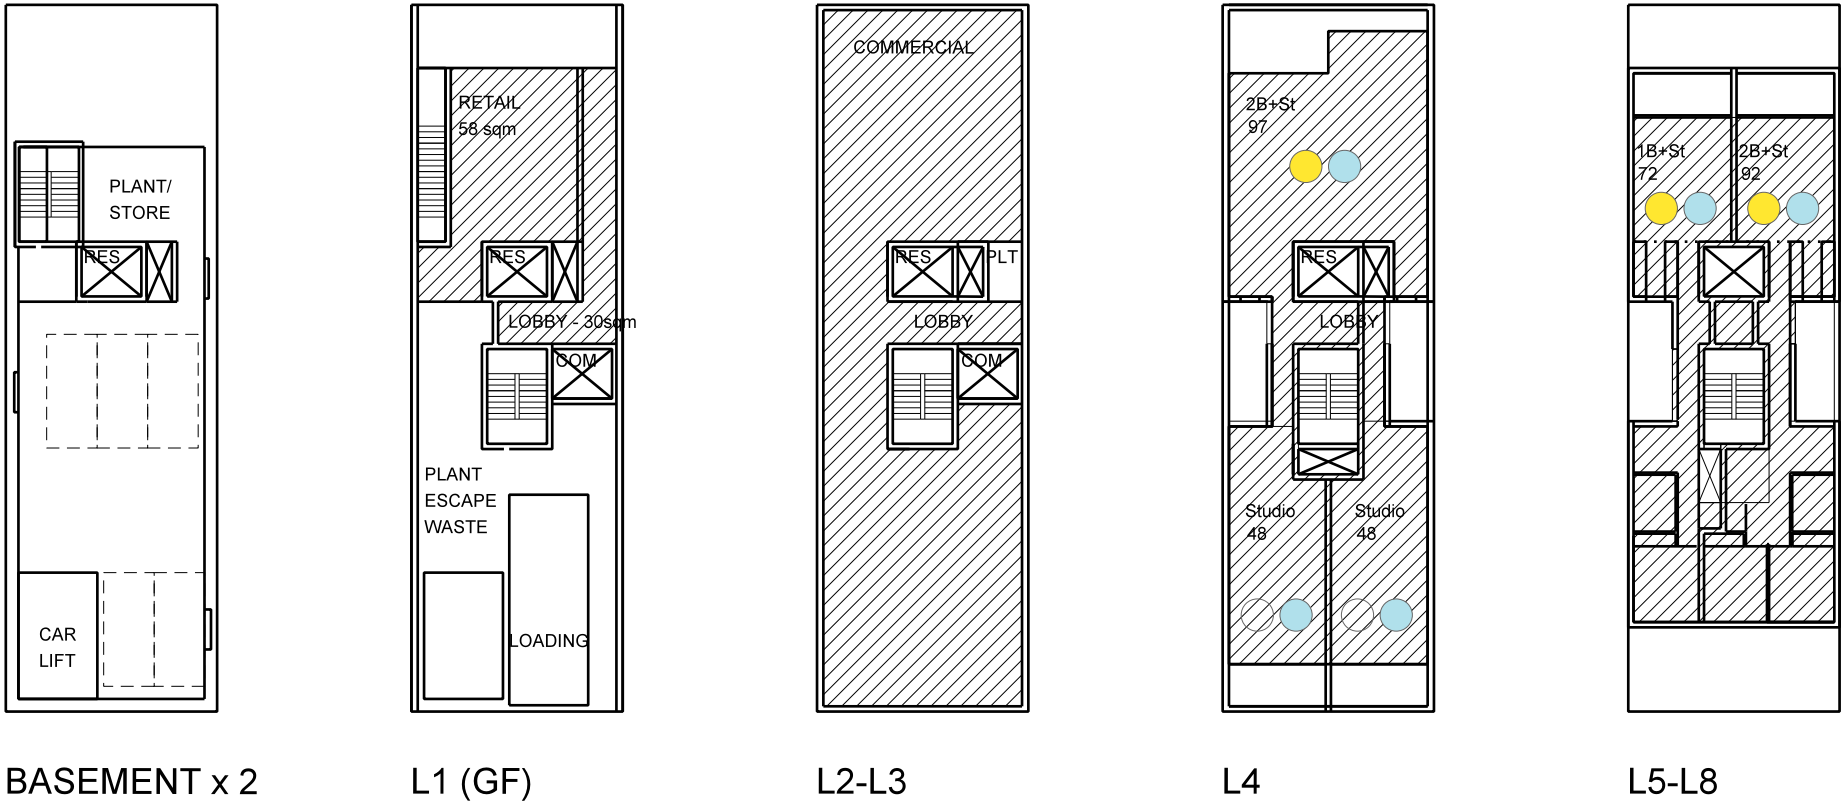 PLANT/
STORE
RES
CAR
LIFT
BASEMENT x 2
RETAIL
58 sqm
RES
LOBBY - 30sqm
COM
PLANT
ESCAPE
WASTE
LOADING
L1 (GF)
COMMERCIAL
RES
PLT
LOBBY
COM
L2-L3
2B+St
97
RES
LOBBY
Studio
48
Studio
48
L4
1B+St
72
2B+St
92
L5-L8